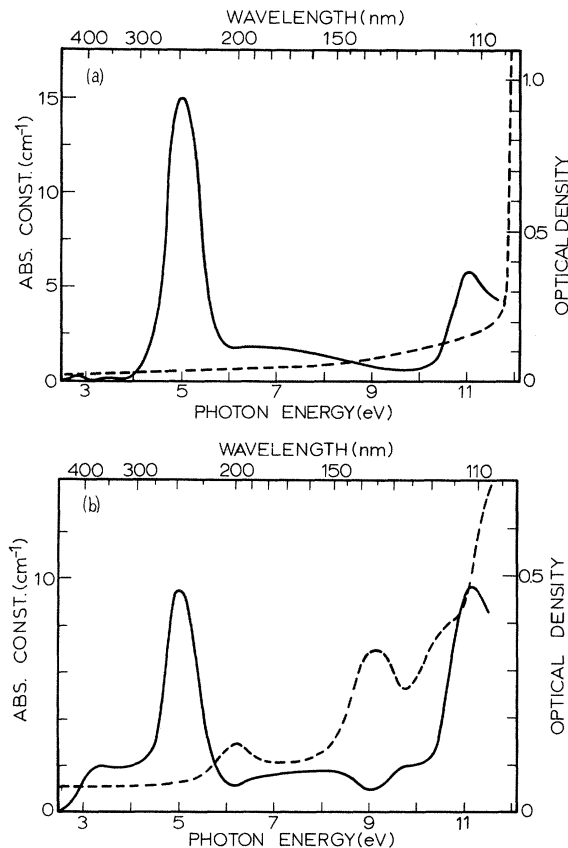 WAVELENGTH (nm)
400 300 200 150 110
(a)
15
10
5
0
ABS. CONST. (cm⁻¹)
1.0
0.5
0
OPTICAL DENSITY
3 5 7 9 11
PHOTON ENERGY (eV)
WAVELENGTH (nm)
400 300 200 150 110
(b)
10
0
ABS. CONST. (cm⁻¹)
0.5
0
OPTICAL DENSITY
3 5 7 9 11
PHOTON ENERGY (eV)